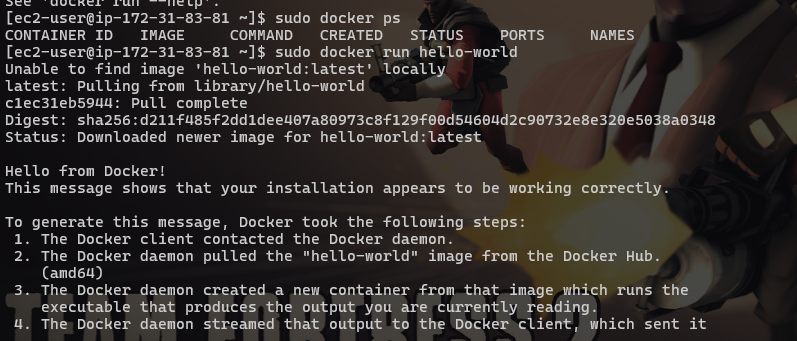 See 'docker run --help'.
[ec2-user@ip-172-31-83-81 ~]$ sudo docker ps
CONTAINER ID   IMAGE     COMMAND   CREATED   STATUS    PORTS     NAMES
[ec2-user@ip-172-31-83-81 ~]$ sudo docker run hello-world
Unable to find image 'hello-world:latest' locally
latest: Pulling from library/hello-world
c1ec31eb5944: Pull complete
Digest: sha256:d211f485f2dd1dee407a80973c8f129f00d54604d2c90732e8e320e5038a0348
Status: Downloaded newer image for hello-world:latest
Hello from Docker!
This message shows that your installation appears to be working correctly.
To generate this message, Docker took the following steps:
1. The Docker client contacted the Docker daemon.
2. The Docker daemon pulled the "hello-world" image from the Docker Hub.
(amd64)
3. The Docker daemon created a new container from that image which runs the
executable that produces the output you are currently reading.
4. The Docker daemon streamed that output to the Docker client, which sent it
TEAM FORTRESS 2